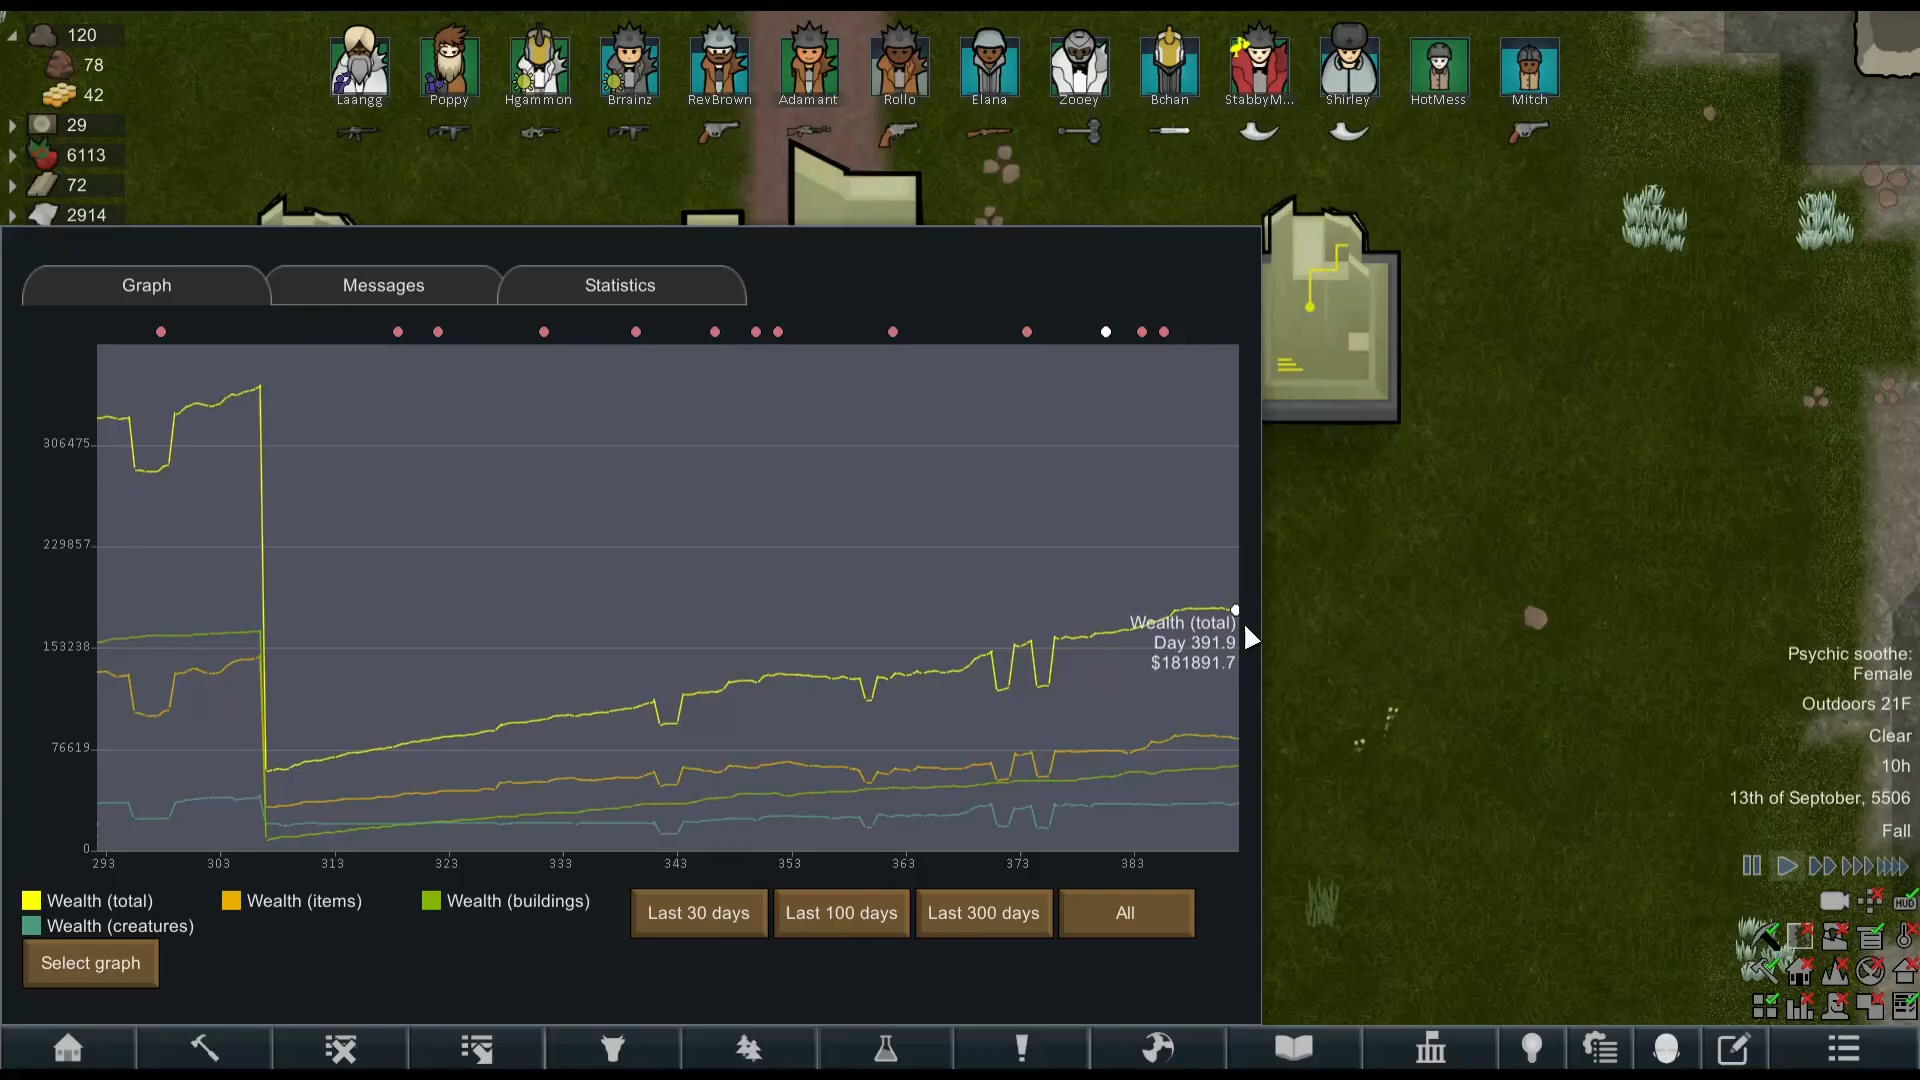 120
78
42
29
6113
72
2914
Laangg Poppy Hgammon Brrainz RevBrown Adamant Rollo Elana Zooey Bchan StabbyM... Shirley HotMess Mitch
Graph Messages Statistics
306475
229857
153238
76619
0
Wealth (total)
Day 391.9
$181891.7
293 303 313 323 333 343 353 363 373 383
Wealth (total) Wealth (items) Wealth (buildings)
Wealth (creatures)
Last 30 days Last 100 days Last 300 days All
Select graph
Psychic soothe:
Female
Outdoors 21F
Clear
10h
13th of Septober, 5506
Fall
HUD